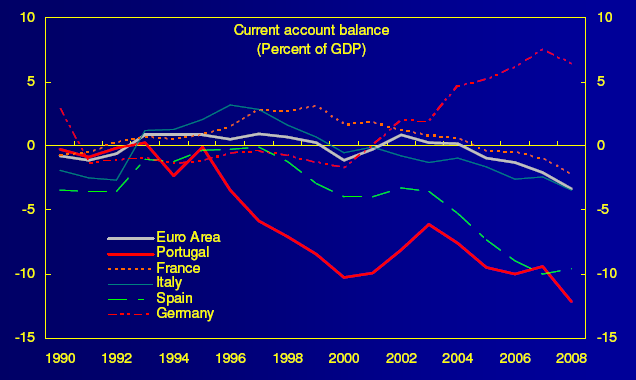 Current account balance
(Percent of GDP)
10
10
5
5
0
0
-5
-5
-10
-10
-15
-15
Euro Area
Portugal
France
Italy
Spain
Germany
1990 1992 1994 1996 1998 2000 2002 2004 2006 2008